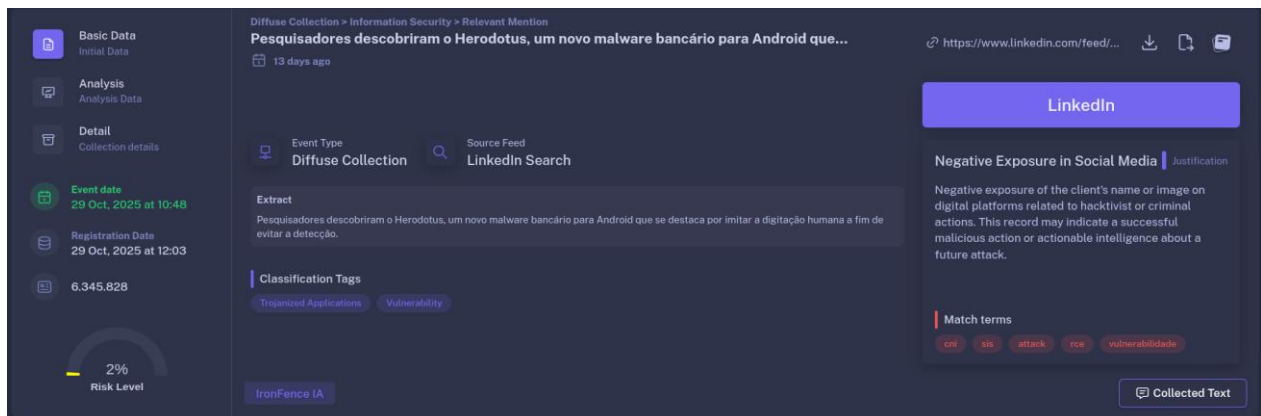 Basic Data
Initial Data
Analysis
Analysis Data
Detail
Collection details
Event date
29 Oct, 2025 at 10:48
Registration Date
29 Oct, 2025 at 12:03
6.345.828
2%
Risk Level
Diffuse Collection > Information Security > Relevant Mention
Pesquisadores descobriram o Herodotus, um novo malware bancário para Android que...
13 days ago
https://www.linkedin.com/feed/...
Event Type
Diffuse Collection
Source Feed
LinkedIn Search
Extract
Pesquisadores descobriram o Herodotus, um novo malware bancário para Android que se destaca por imitar a digitação humana a fim de
evitar a detecção.
Classification Tags
Trojanized Applications
Vulnerability
IronFence IA
LinkedIn
Negative Exposure in Social Media
Justification
Negative exposure of the client's name or image on
digital platforms related to hacktivist or criminal
actions. This record may indicate a successful
malicious action or actionable intelligence about a
future attack.
Match terms
cni sis attack rce vulnerabilidade
Collected Text